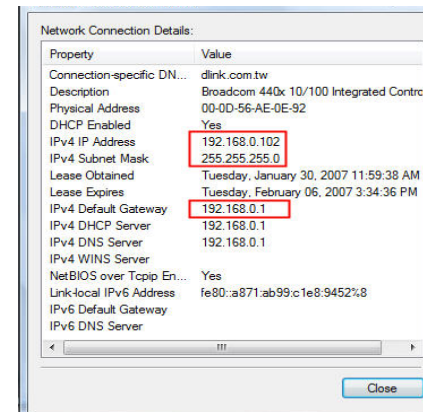 Network Connection Details:
Property Value
Connection-specific DN... dlink.com.tw
Description Broadcom 440x 10/100 Integrated Contro
Physical Address 00-0D-56-AE-0E-92
DHCP Enabled Yes
IPv4 IP Address 192.168.0.102
IPv4 Subnet Mask 255.255.255.0
Lease Obtained Tuesday, January 30, 2007 11:59:38 AM
Lease Expires Tuesday, February 06, 2007 3:34:36 PM
IPv4 Default Gateway 192.168.0.1
IPv4 DHCP Server 192.168.0.1
IPv4 DNS Server 192.168.0.1
IPv4 WINS Server
NetBIOS over Tcpip En... Yes
Link-local IPv6 Address fe80::a871:ab99:c1e8:9452%8
IPv6 Default Gateway
IPv6 DNS Server
Close